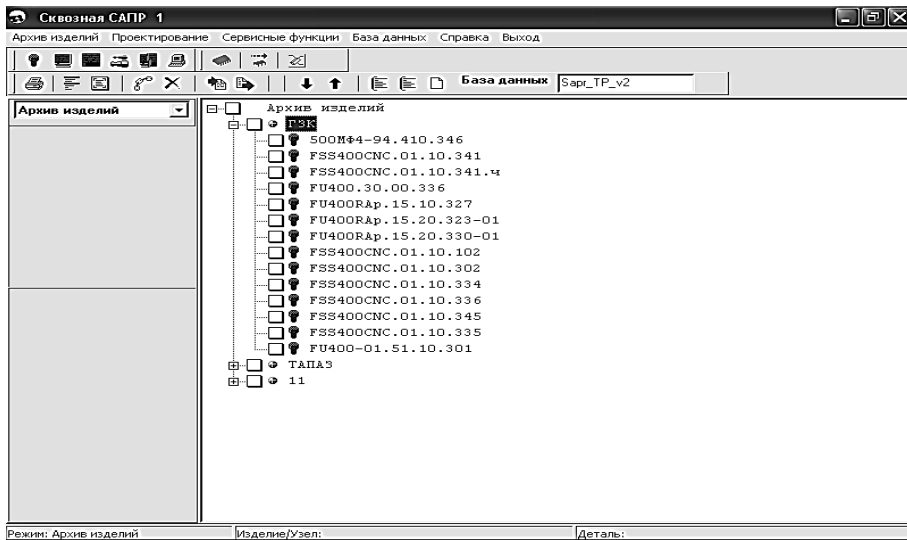 Сквозная САПР 1
Архив изделий Проектирование Сервисные функции База данных Справка Выход
База данных Sapr_TP_v2
Архив изделий
Архив изделий
ГЗК
500МФ4-94.410.346
FSS400CNC.01.10.341
FSS400CNC.01.10.341.ч
FU400.30.00.336
FU400RAp.15.10.327
FU400RAp.15.20.323-01
FU400RAp.15.20.330-01
FSS400CNC.01.10.102
FSS400CNC.01.10.302
FSS400CNC.01.10.334
FSS400CNC.01.10.336
FSS400CNC.01.10.345
FSS400CNC.01.10.335
FU400-01.51.10.301
ТАПАЗ
11
Режим: Архив изделий Изделие/Узел: Деталь: